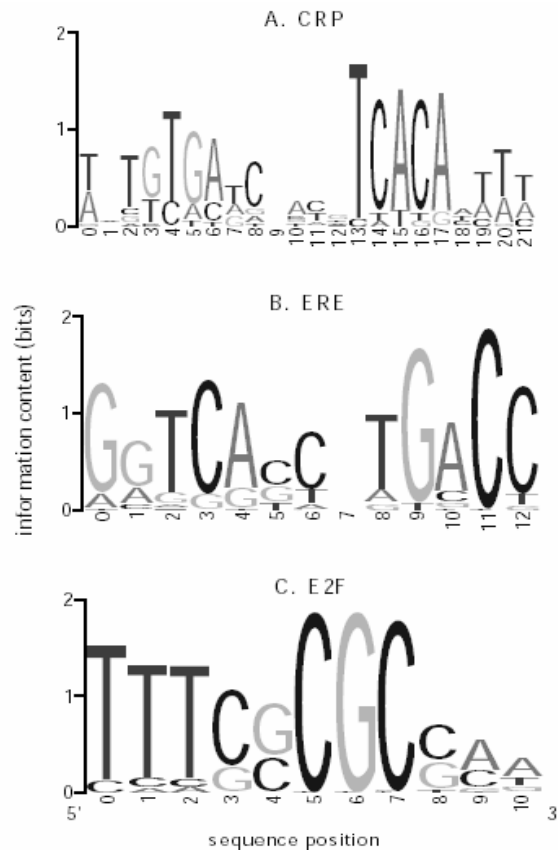 A. CRP
2
1
0
0 1 2 3 4 5 6 7 8 9 10 11 12 13 14 15 16 17 18 19 20 21
B. ERE
information content (bits)
2
1
0
0 1 2 3 4 5 6 7 8 9 10 11 12
C. E2F
2
1
0
5' 0 1 2 3 4 5 6 7 8 9 10 3
sequence position